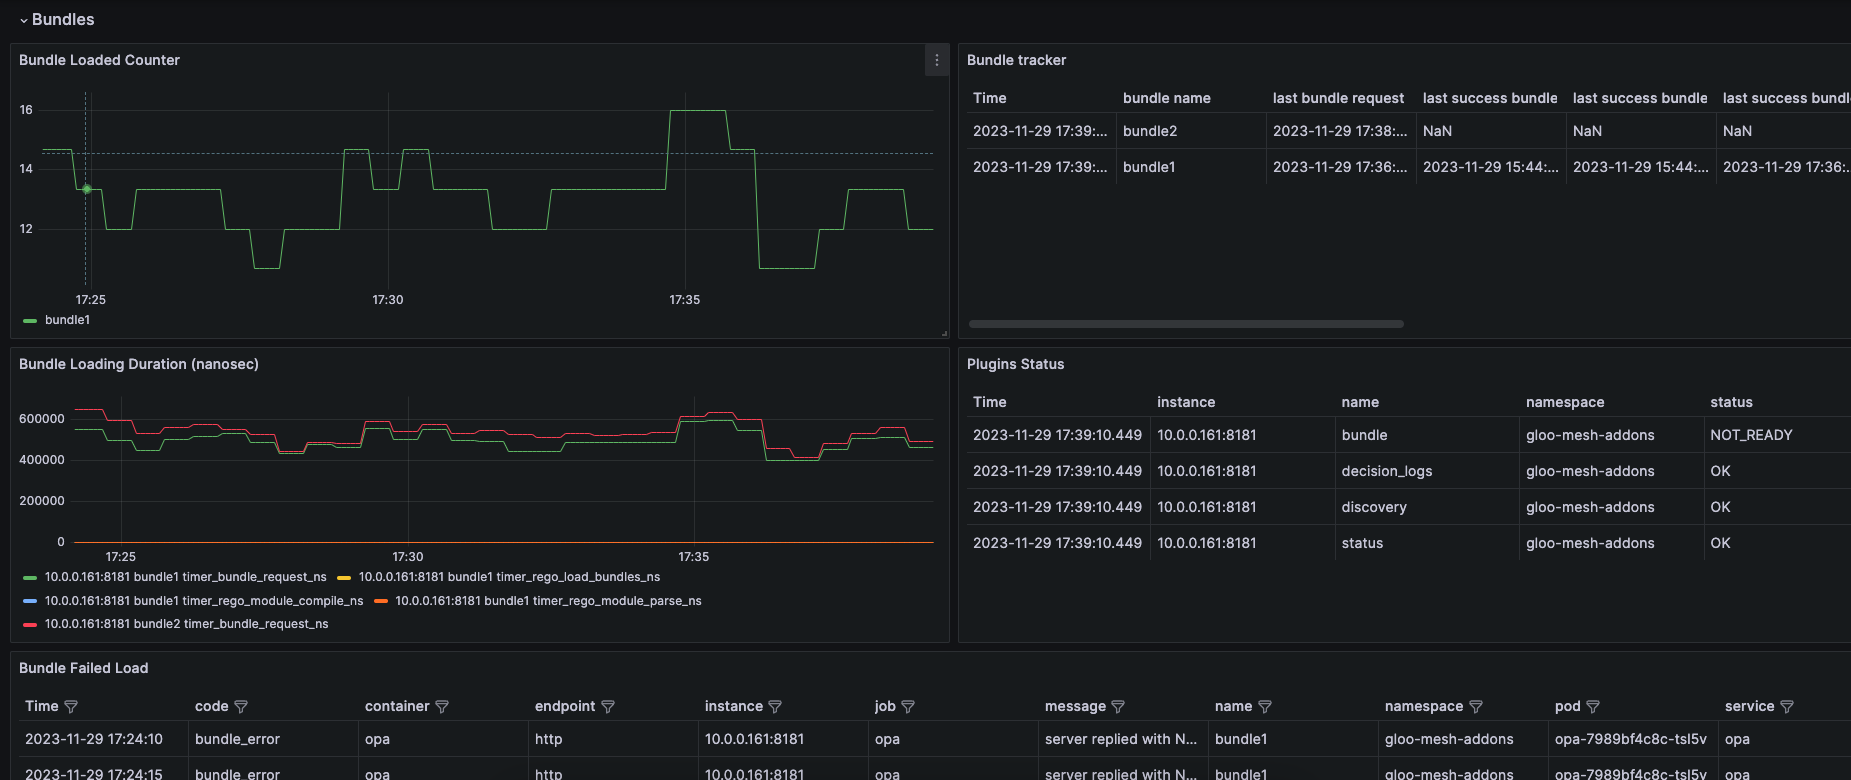 Bundles
Bundle Loaded Counter
16
14
12
17:25 17:30 17:35
bundle1
Bundle tracker
Time bundle name last bundle request last success bundle last success bundle last success bundl
2023-11-29 17:39:... bundle2 2023-11-29 17:38:... NaN NaN NaN
2023-11-29 17:39:... bundle1 2023-11-29 17:36:... 2023-11-29 15:44:... 2023-11-29 15:44:... 2023-11-29 17:36:..
Bundle Loading Duration (nanosec)
600000
400000
200000
0
17:25 17:30 17:35
10.0.0.161:8181 bundle1 timer_bundle_request_ns 10.0.0.161:8181 bundle1 timer_rego_load_bundles_ns
10.0.0.161:8181 bundle1 timer_rego_module_compile_ns 10.0.0.161:8181 bundle1 timer_rego_module_parse_ns
10.0.0.161:8181 bundle2 timer_bundle_request_ns
Plugins Status
Time instance name namespace status
2023-11-29 17:39:10.449 10.0.0.161:8181 bundle gloo-mesh-addons NOT_READY
2023-11-29 17:39:10.449 10.0.0.161:8181 decision_logs gloo-mesh-addons OK
2023-11-29 17:39:10.449 10.0.0.161:8181 discovery gloo-mesh-addons OK
2023-11-29 17:39:10.449 10.0.0.161:8181 status gloo-mesh-addons OK
Bundle Failed Load
Time code container endpoint instance job message name namespace pod service
2023-11-29 17:24:10 bundle_error opa http 10.0.0.161:8181 opa server replied with N... bundle1 gloo-mesh-addons opa-7989bf4c8c-tsl5v opa
2023-11-29 17:24:15 bundle_error opa http 10.0.0.161:8181 opa server replied with N... bundle1 gloo-mesh-addons opa-7989bf4c8c-tsl5v opa